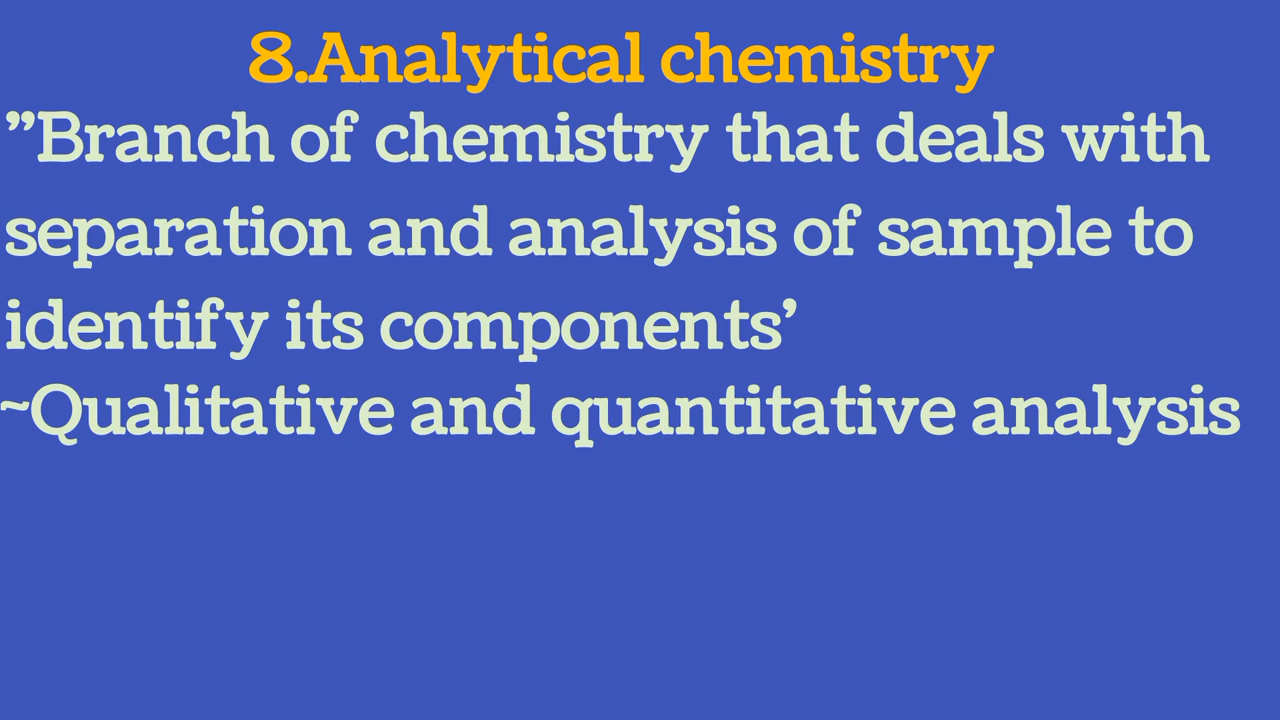 8.Analytical chemistry
”Branch of chemistry that deals with
separation and analysis of sample to
identify its components’
~Qualitative and quantitative analysis